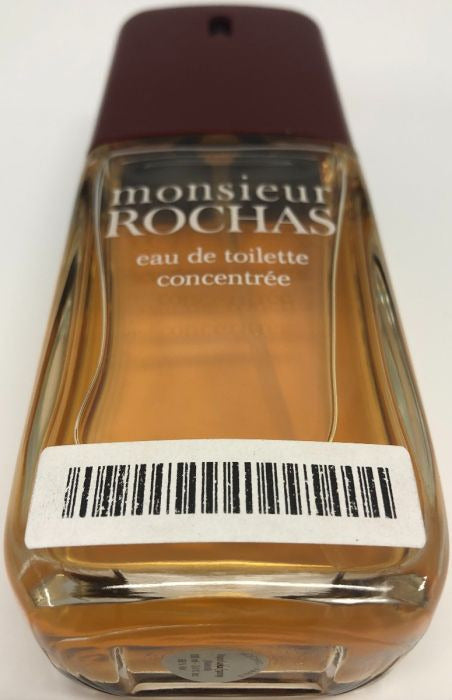 monsieur
ROCHAS
eau de toilette
concentrée